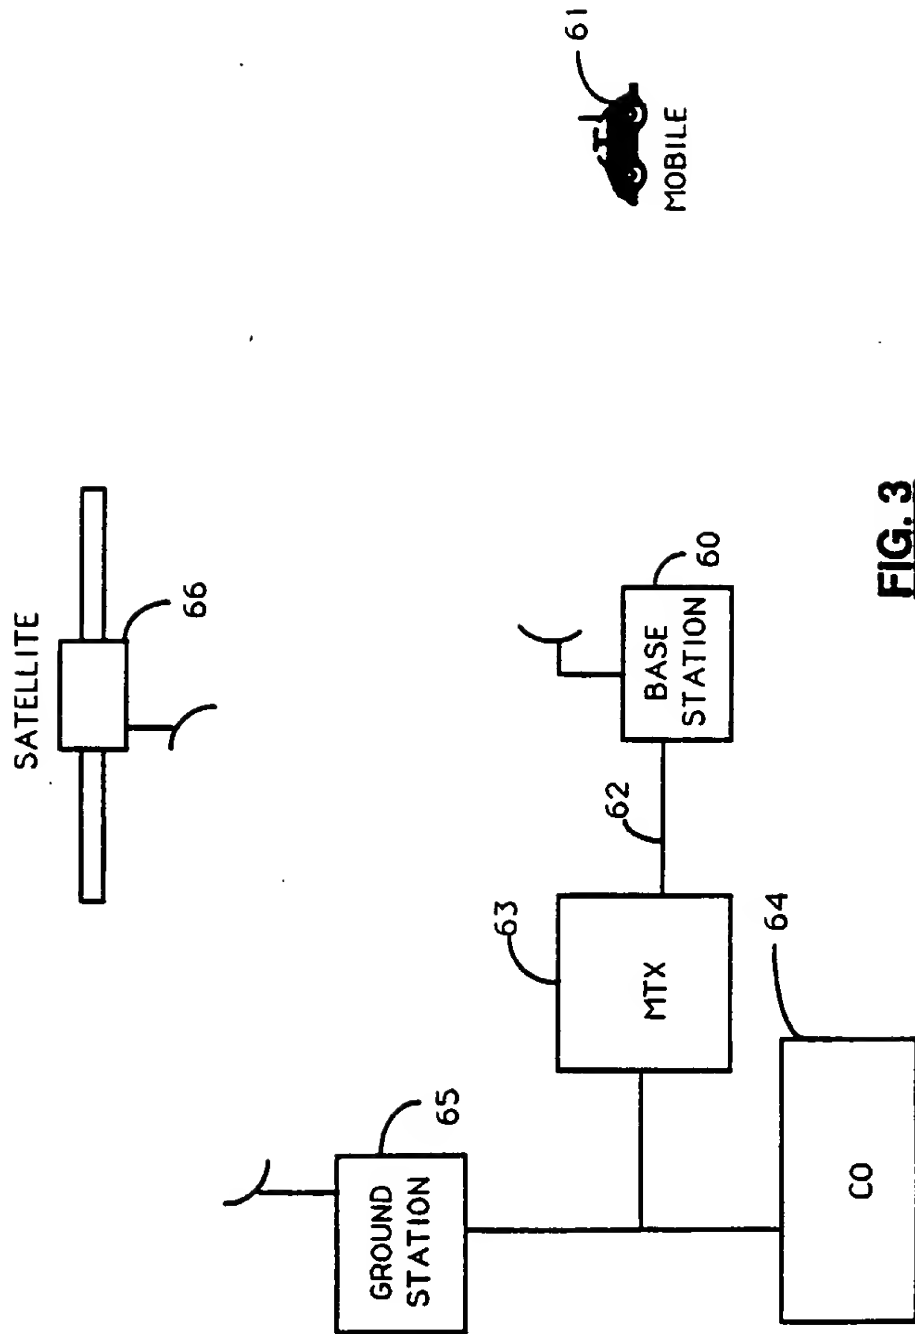 SATELLITE
66
61
MOBILE
GROUND
STATION
65
63
MTX
62
BASE
STATION
60
64
CO
FIG. 3